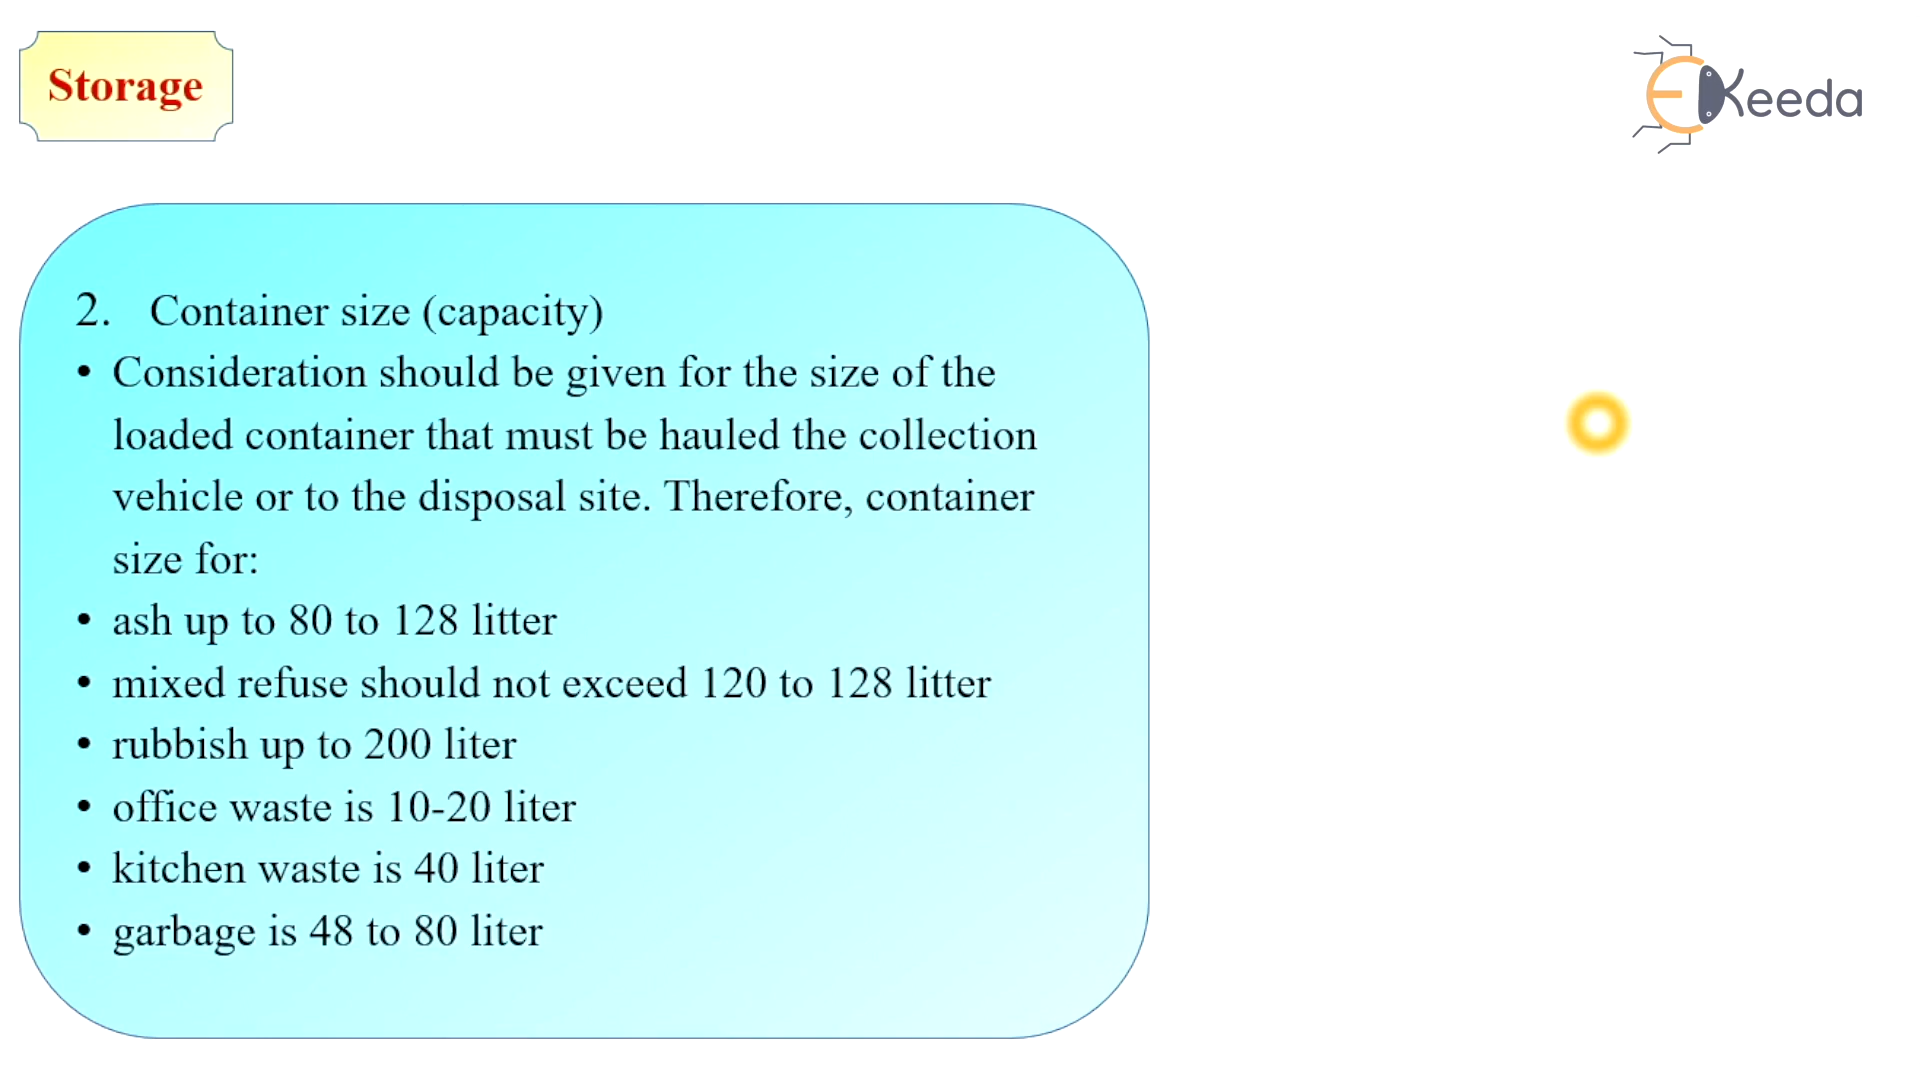 Storage
EKeeda
2. Container size (capacity)
• Consideration should be given for the size of the
loaded container that must be hauled the collection
vehicle or to the disposal site. Therefore, container
size for:
• ash up to 80 to 128 litter
• mixed refuse should not exceed 120 to 128 litter
• rubbish up to 200 liter
• office waste is 10-20 liter
• kitchen waste is 40 liter
• garbage is 48 to 80 liter